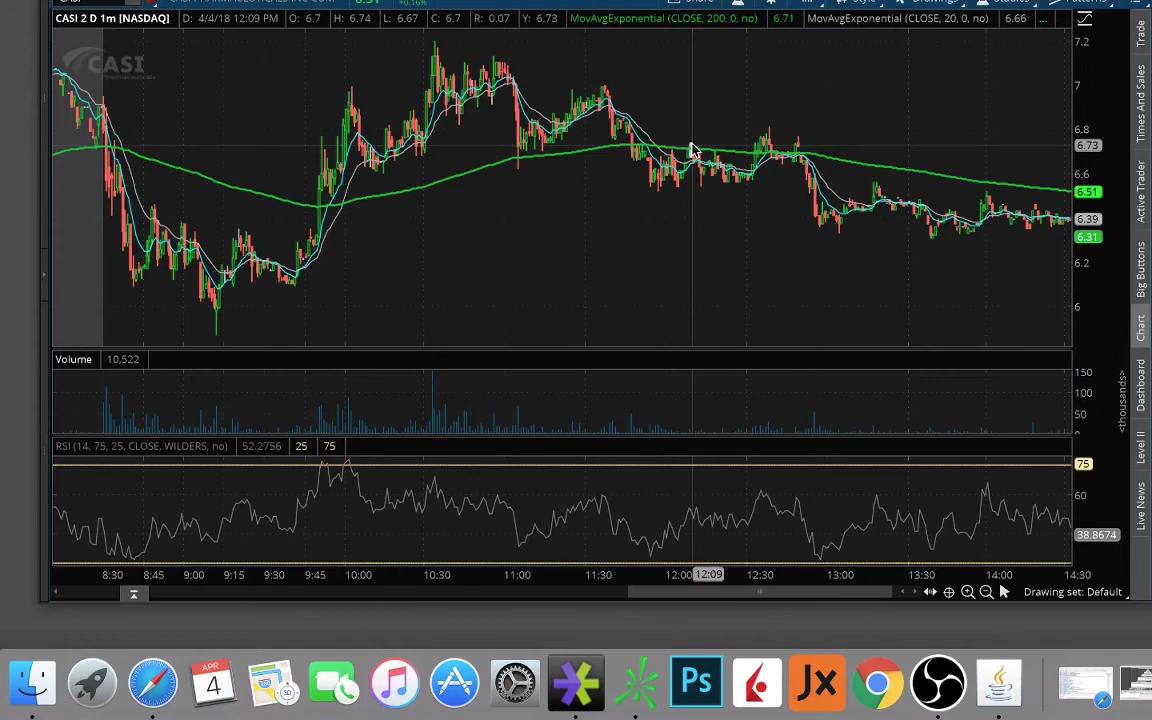 CASI 2 D 1m [NASDAQ] D: 4/4/18 12:09 PM O: 6.7 H: 6.74 L: 6.67 C: 6.7 R: 0.07 Y: 6.73 MovAvgExponential (CLOSE, 200, 0, no) 6.71 MovAvgExponential (CLOSE, 20, 0, no) 6.66 ...
CASI
7.2
7
6.8
6.73
6.6
6.51
6.39
6.31
6.2
6
Volume 10,522
150
100
50
0
<thousands>
RSI (14, 75, 25, CLOSE, WILDERS, no) 52.2756 25 75
75
60
38.8674
8:30 8:45 9:00 9:15 9:30 9:45 10:00 10:30 11:00 11:30 12:00 12:09 12:30 13:00 13:30 14:00 14:30
Drawing set: Default
Trade
Times And Sales
Active Trader
Big Buttons
Chart
Dashboard
Level II
Live News
APR
4
3D
Ps
JX